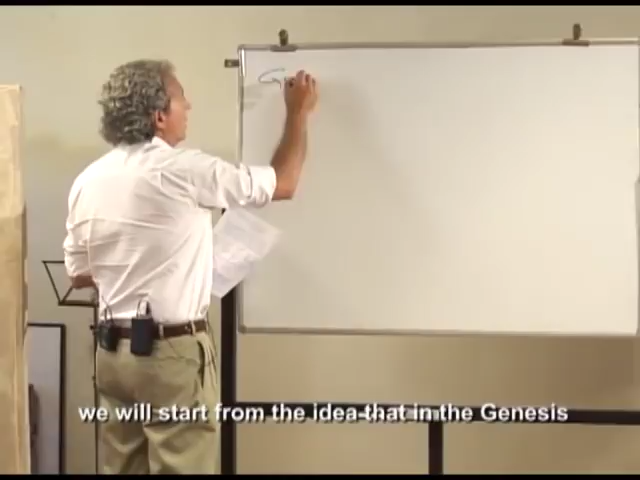 G
we will start from the idea that in the Genesis